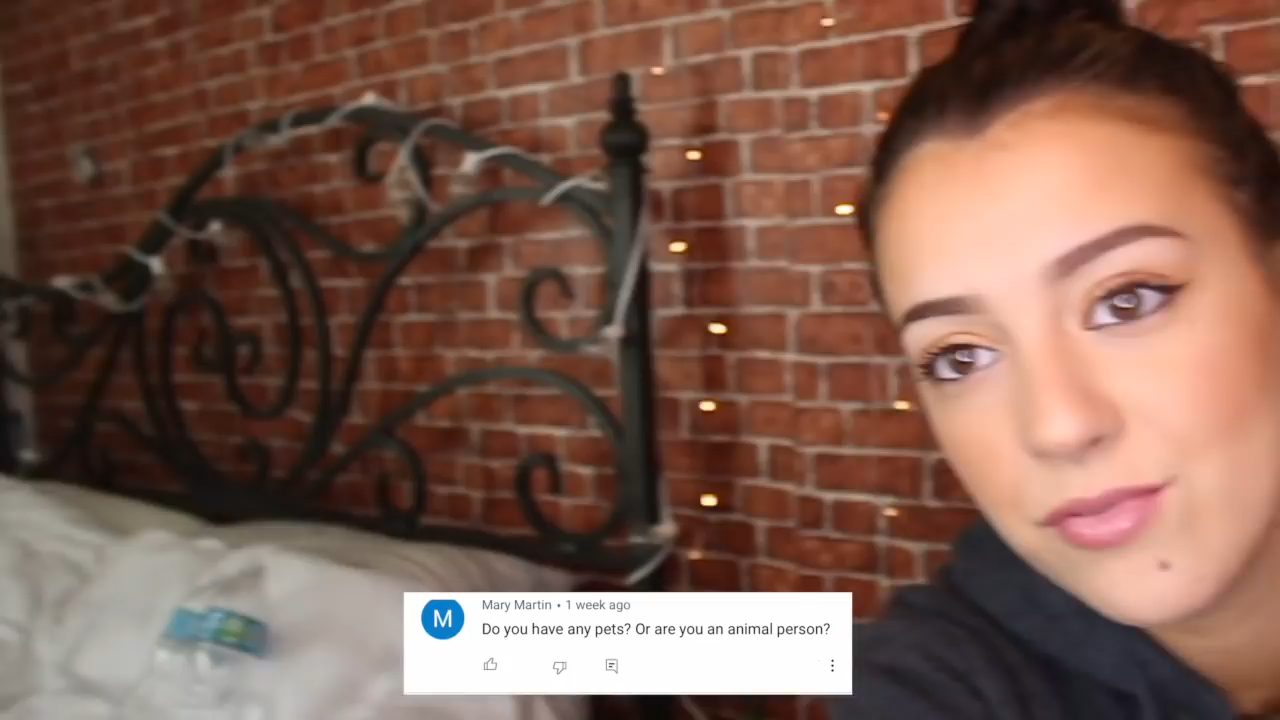 M
Mary Martin • 1 week ago
Do you have any pets? Or are you an animal person?